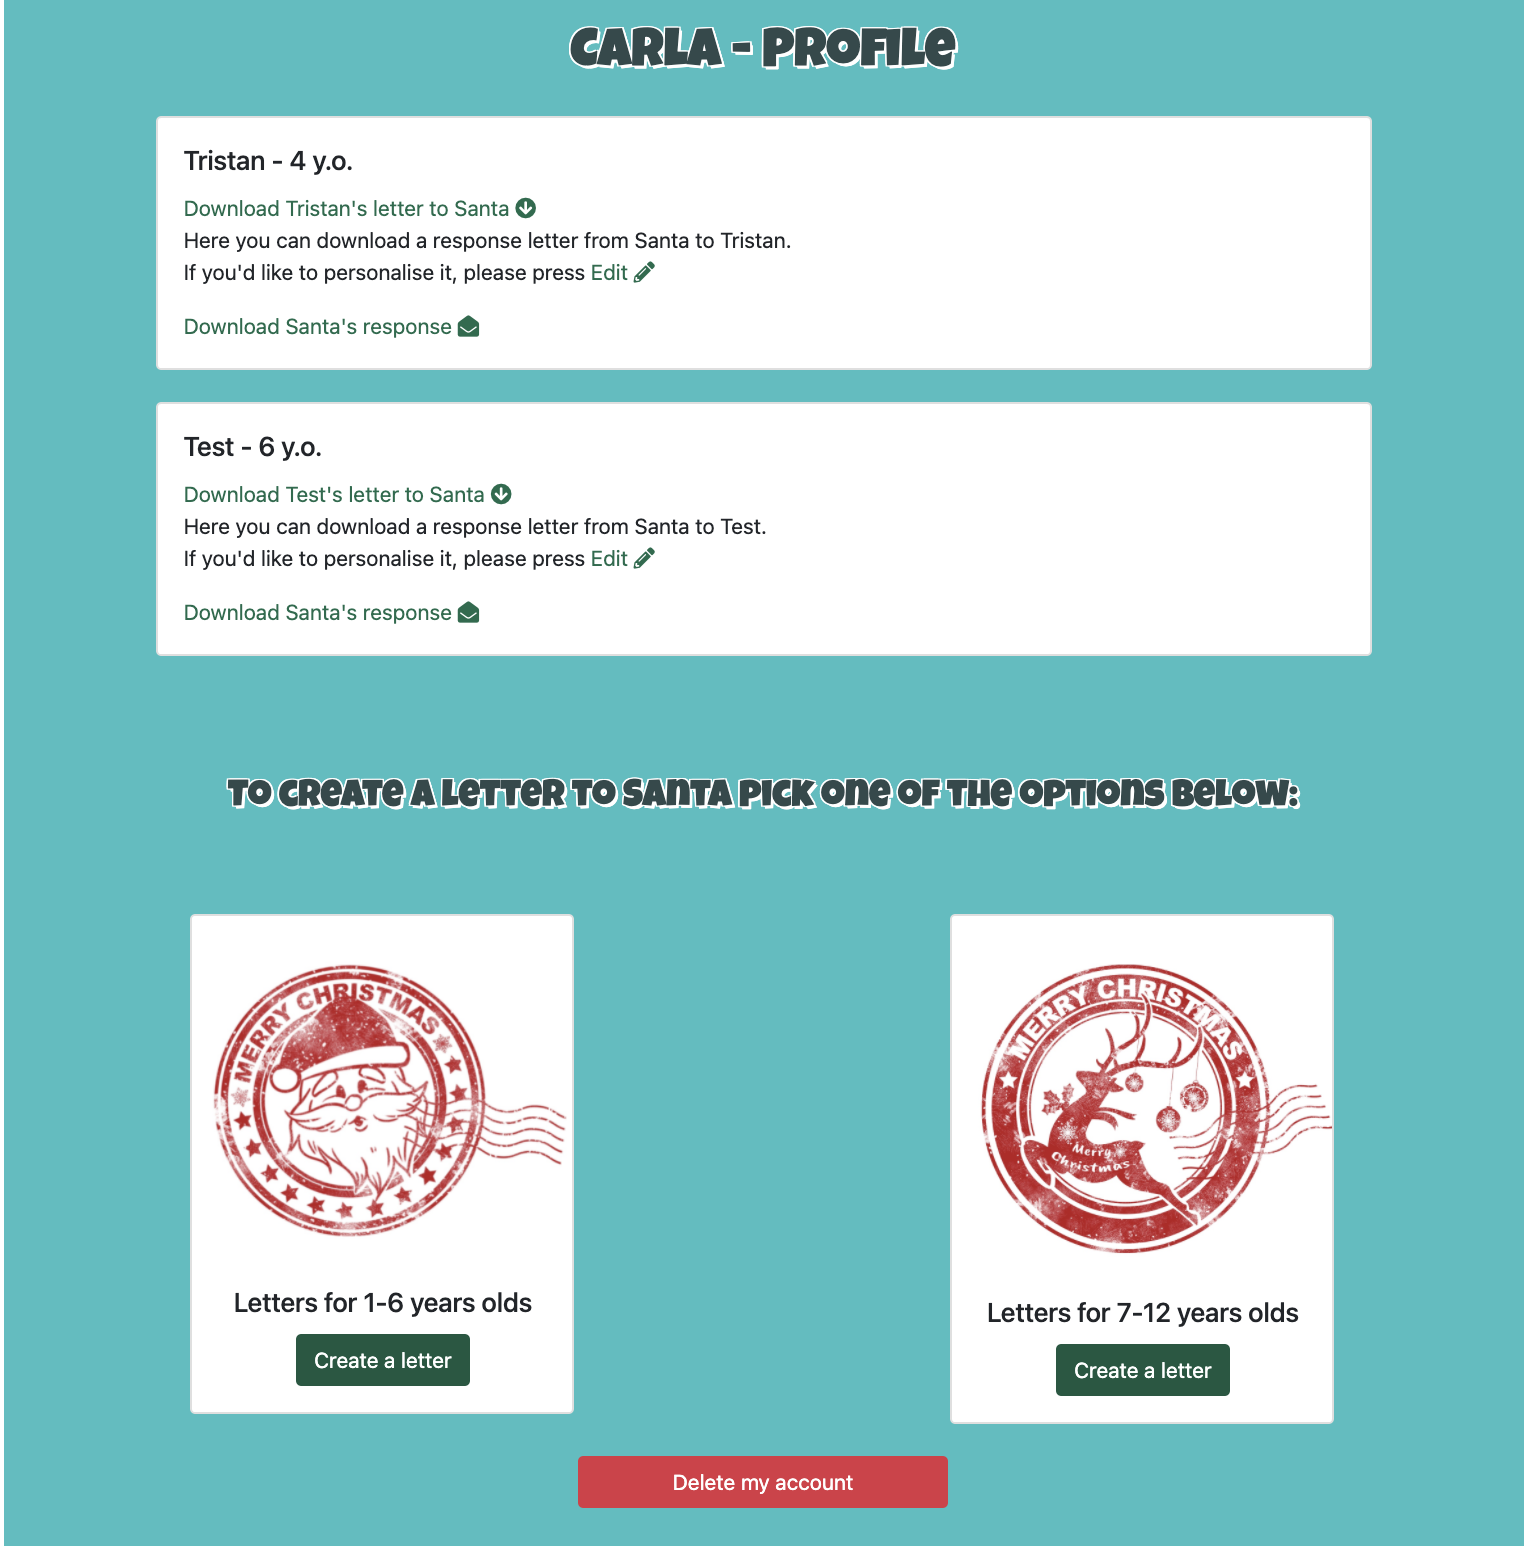 CARLA - PROFILE
Tristan - 4 y.o.
Download Tristan's letter to Santa
Here you can download a response letter from Santa to Tristan.
If you'd like to personalise it, please press Edit
Download Santa's response
Test - 6 y.o.
Download Test's letter to Santa
Here you can download a response letter from Santa to Test.
If you'd like to personalise it, please press Edit
Download Santa's response
TO CREATE A LETTER TO SANTA PICK ONE OF THE OPTIONS BELOW:
MERRY CHRISTMAS
Letters for 1-6 years olds
Create a letter
MERRY CHRISTMAS
Merry
Christmas
Letters for 7-12 years olds
Create a letter
Delete my account